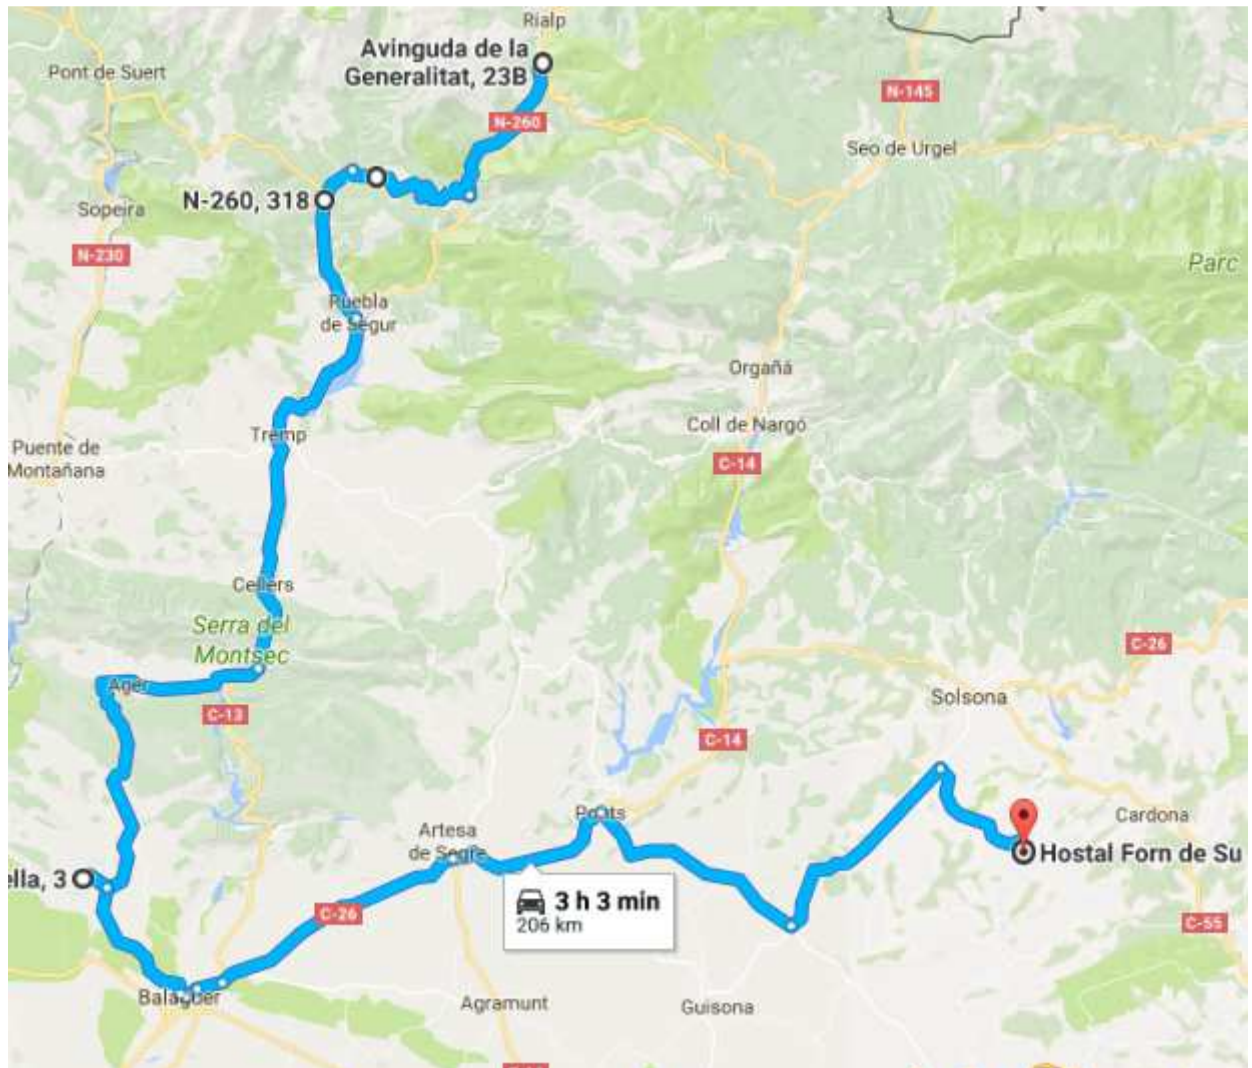 Rialp
Avinguda de la
Generalitat, 23B
Pont de Suert
N-145
N-260
Seo de Urgel
N-260, 318
Sopeira
N-230
Parc
Puebla
de Segur
Orgañá
Coll de Nargó
Tremp
Puente de
Montañana
C-14
Cellers
Serra del
Montsec
C-26
Ager
Solsona
C-13
C-14
Ponts
Cardona
Artesa
de Segre
Hostal Forn de Su
ella, 3
3 h 3 min
206 km
C-26
C-55
Balaguer
Agramunt
Guisona